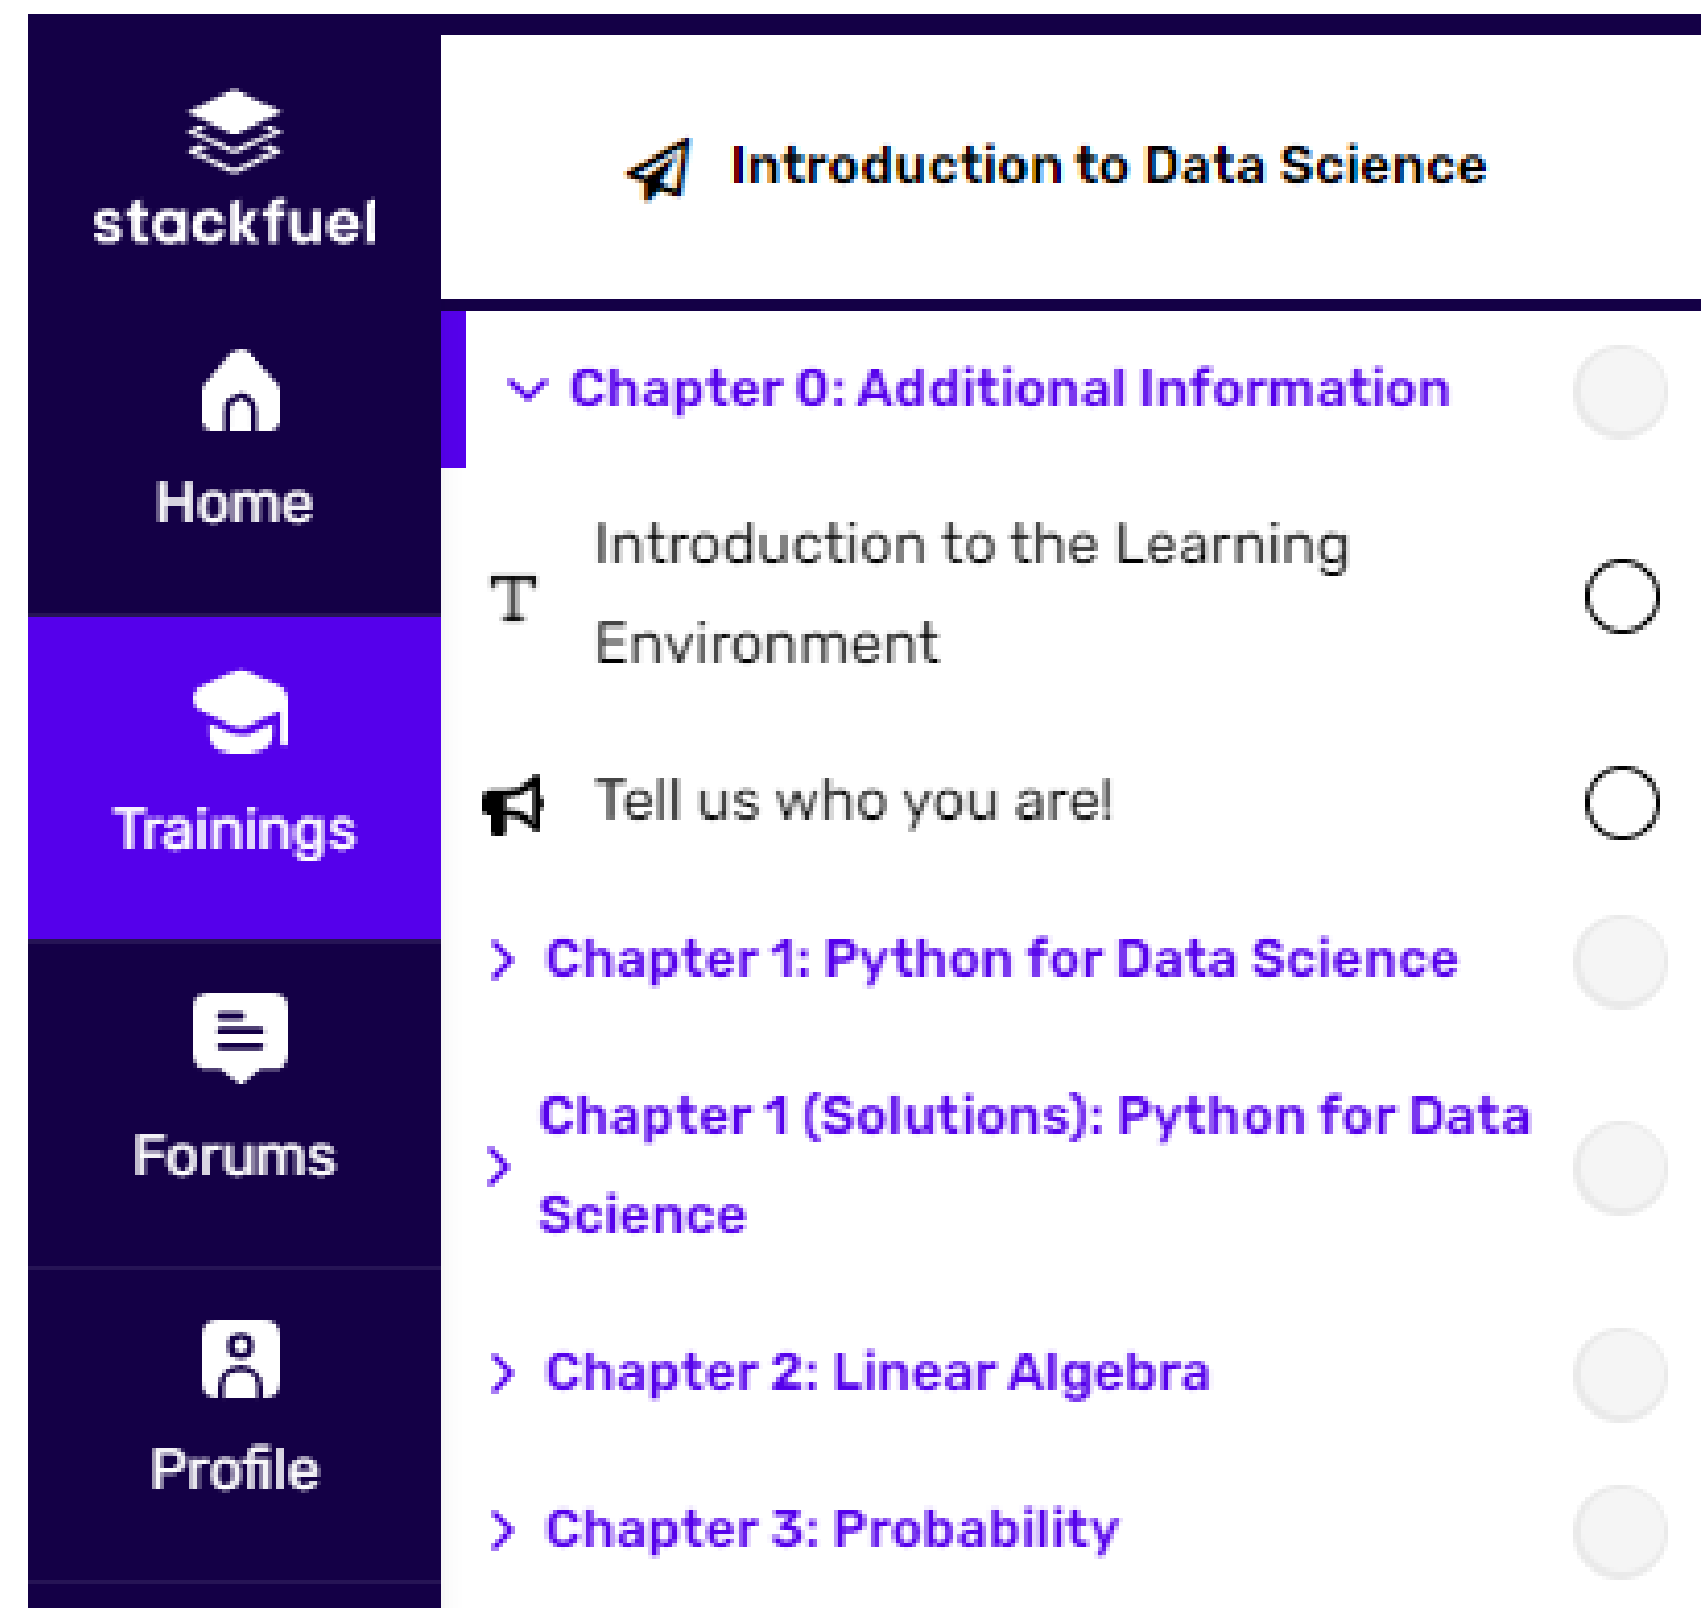 stackfuel
Home
Trainings
Forums
Profile
Introduction to Data Science
Chapter 0: Additional Information
T
Introduction to the Learning
Environment
Tell us who you are!
Chapter 1: Python for Data Science
Chapter 1 (Solutions): Python for Data
Science
Chapter 2: Linear Algebra
Chapter 3: Probability